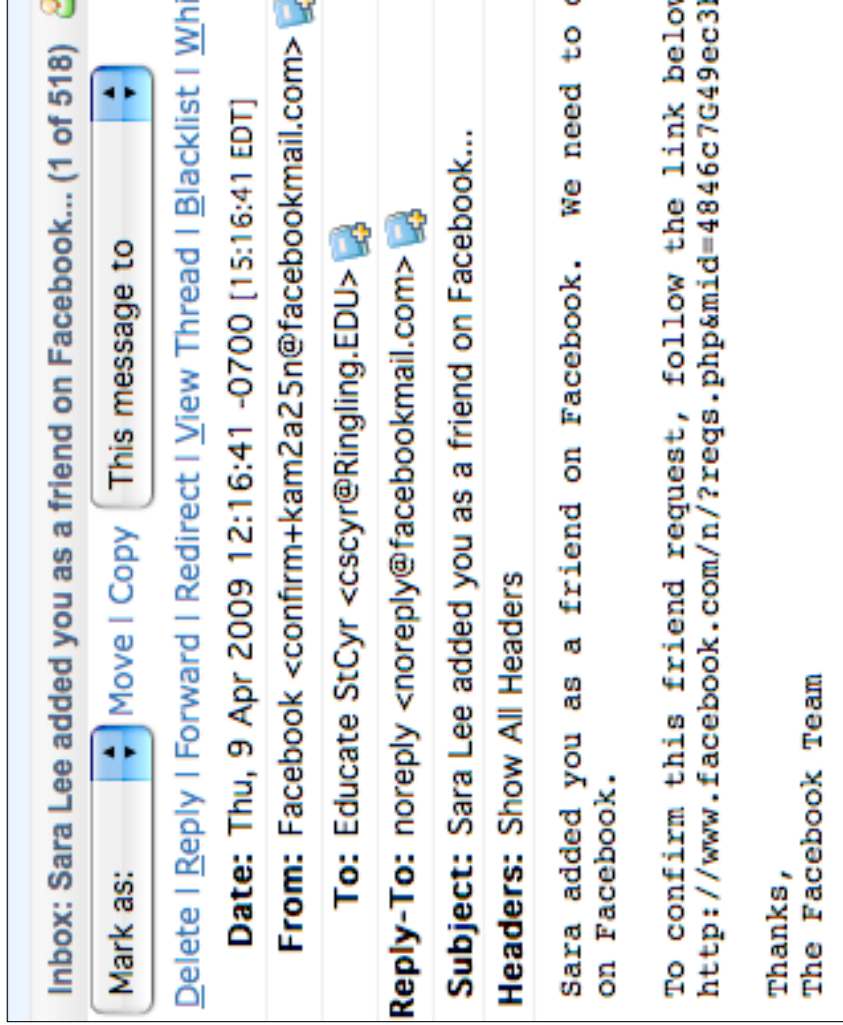 Inbox: Sara Lee added you as a friend on Facebook... (1 of 518)
Mark as: Move | Copy This message to
Delete | Reply | Forward | Redirect | View Thread | Blacklist | Whi
Date: Thu, 9 Apr 2009 12:16:41 -0700 [15:16:41 EDT]
From: Facebook <confirm+kam2a25n@facebookmail.com>
To: Educate StCyr <cscyr@Ringling.EDU>
Reply-To: noreply <noreply@facebookmail.com>
Subject: Sara Lee added you as a friend on Facebook...
Headers: Show All Headers
Sara added you as a friend on Facebook. We need to
on Facebook.
To confirm this friend request, follow the link below
http://www.facebook.com/n/?reqs.php&mid=4846c7G49ec3
Thanks,
The Facebook Team